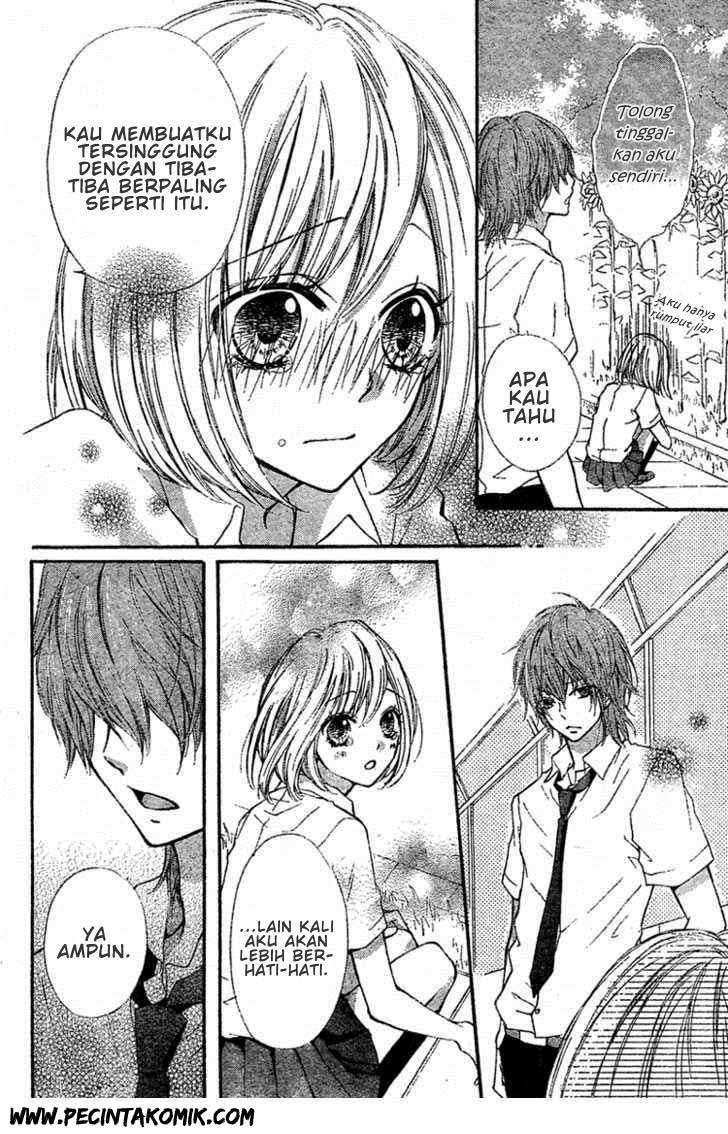 Tolong
tinggal-
kan aku
sendiri...
Aku hanya
rumput liar
APA
KAU
TAHU
...
KAU MEMBUATKU
TERSINGGUNG
DENGAN TIBA-
TIBA BERPALING
SEPERTI ITU.
...LAIN KALI
AKU AKAN
LEBIH BER-
HATI-HATI.
YA
AMPUN.
WWW.PECINTAKOMIK.COM